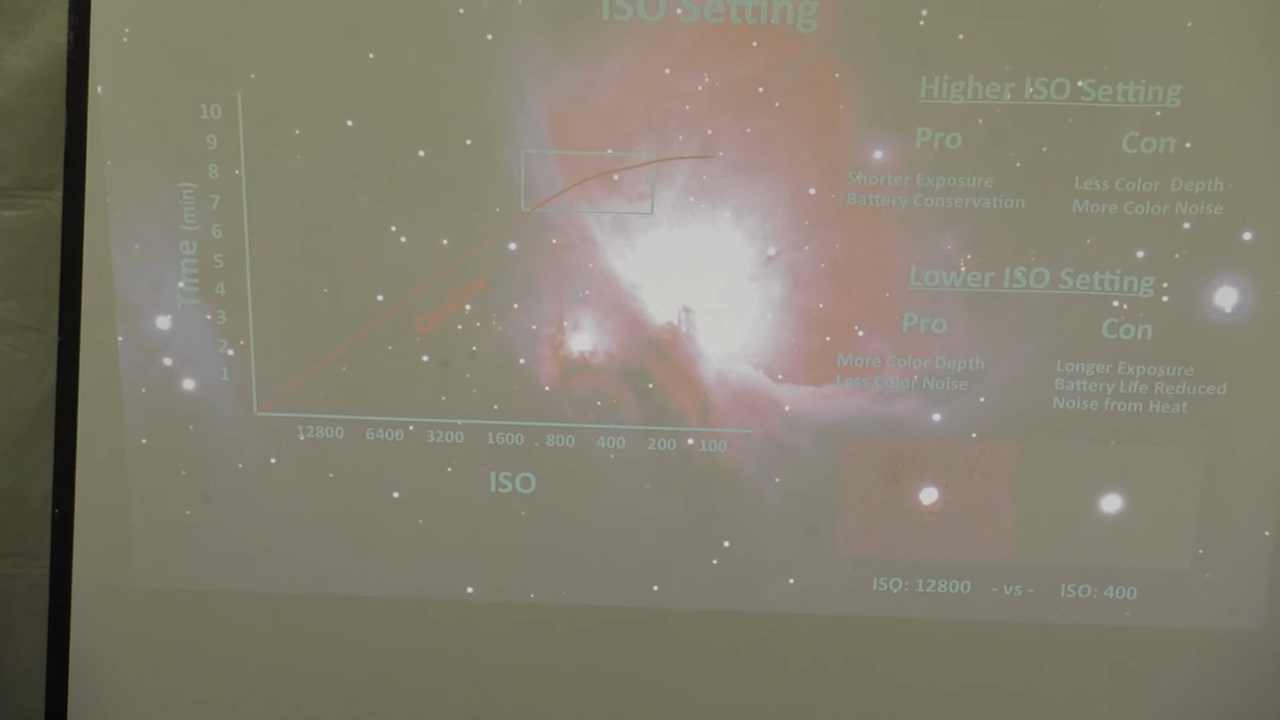 ISO Setting
Time (min)
10
9
8
7
6
5
4
3
2
1
Quality
12800 6400 3200 1600 800 400 200 100
ISO
Higher ISO Setting
Pro
Shorter Exposure
Battery Conservation
Con
Less Color Depth
More Color Noise
Lower ISO Setting
Pro
More Color Depth
Less Color Noise
Con
Longer Exposure
Battery Life Reduced
Noise from Heat
ISO: 12800 - vs - ISO: 400